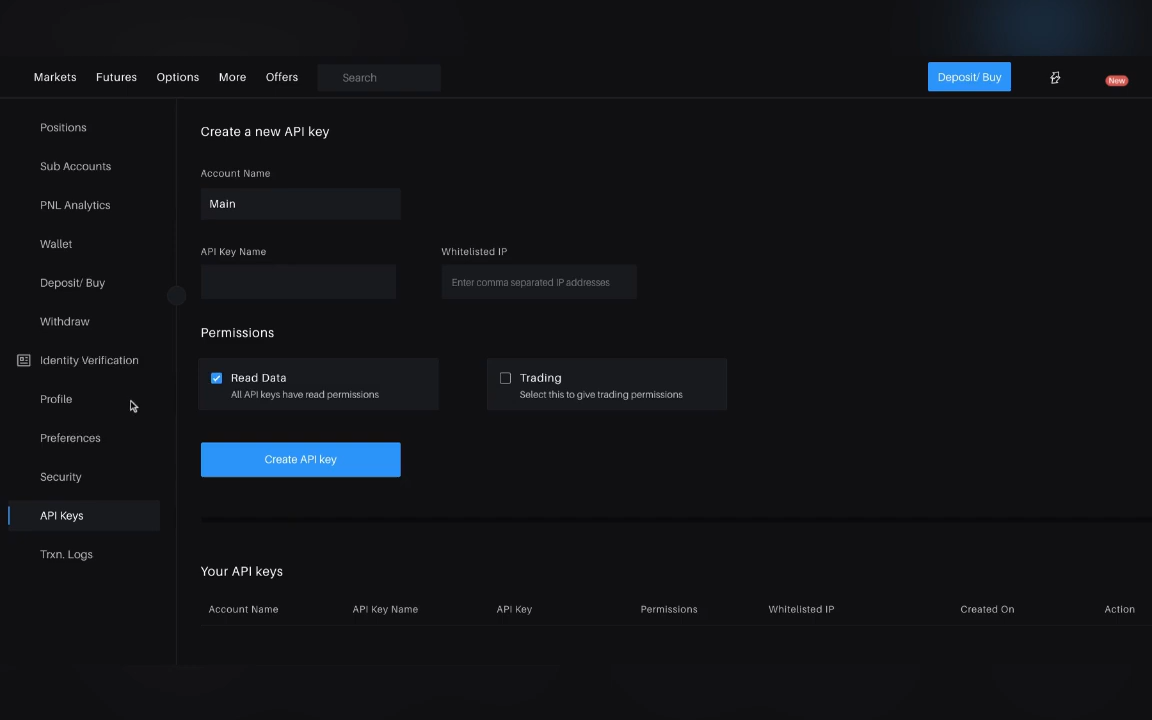 Markets Futures Options More Offers Search Deposit/ Buy New
Positions
Sub Accounts
PNL Analytics
Wallet
Deposit/ Buy
Withdraw
Identity Verification
Profile
Preferences
Security
API Keys
Trxn. Logs
Create a new API key
Account Name
Main
API Key Name Whitelisted IP
Enter comma separated IP addresses
Permissions
Read Data Trading
All API keys have read permissions Select this to give trading permissions
Create API key
Your API keys
Account Name API Key Name API Key Permissions Whitelisted IP Created On Action